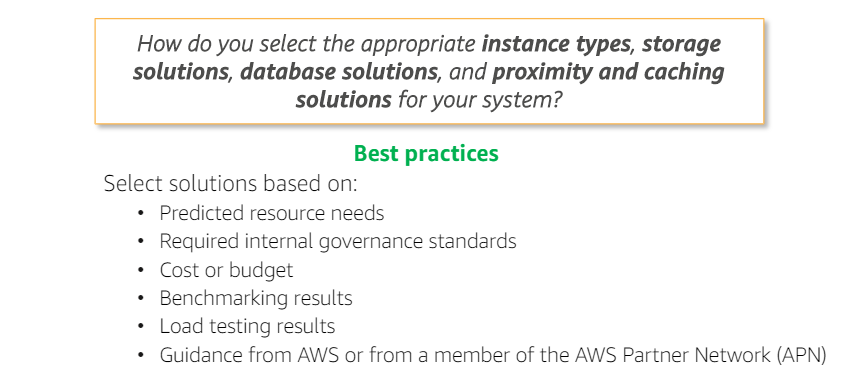 How do you select the appropriate instance types, storage
solutions, database solutions, and proximity and caching
solutions for your system?
Best practices
Select solutions based on:
• Predicted resource needs
• Required internal governance standards
• Cost or budget
• Benchmarking results
• Load testing results
• Guidance from AWS or from a member of the AWS Partner Network (APN)